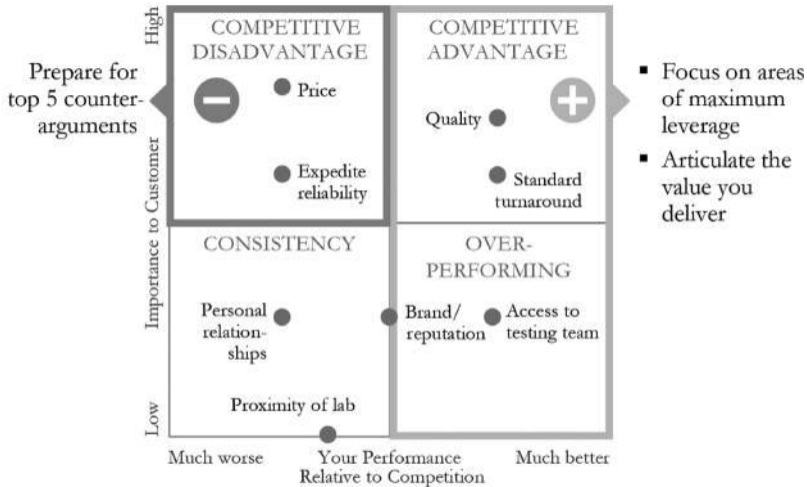 High
COMPETITIVE
DISADVANTAGE
COMPETITIVE
ADVANTAGE
Prepare for
top 5 counter-
arguments
Price
Expedite
reliability
Quality
Standard
turnaround
▪ Focus on areas
of maximum
leverage
▪ Articulate the
value you
deliver
Importance to Customer
CONSISTENCY
OVER-
PERFORMING
Personal
relation-
ships
Brand/
reputation
Access to
testing team
Proximity of lab
Low
Much worse
Your Performance
Relative to Competition
Much better